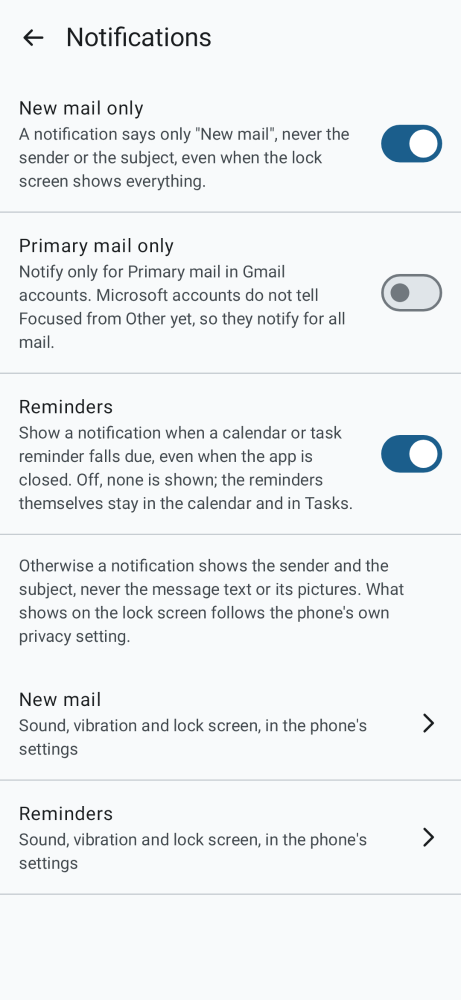 Notifications
New mail only
A notification says only "New mail", never the
sender or the subject, even when the lock
screen shows everything.
Primary mail only
Notify only for Primary mail in Gmail
accounts. Microsoft accounts do not tell
Focused from Other yet, so they notify for all
mail.
Reminders
Show a notification when a calendar or task
reminder falls due, even when the app is
closed. Off, none is shown; the reminders
themselves stay in the calendar and in Tasks.
Otherwise a notification shows the sender and the
subject, never the message text or its pictures. What
shows on the lock screen follows the phone's own
privacy setting.
New mail
Sound, vibration and lock screen, in the phone's
settings
Reminders
Sound, vibration and lock screen, in the phone's
settings